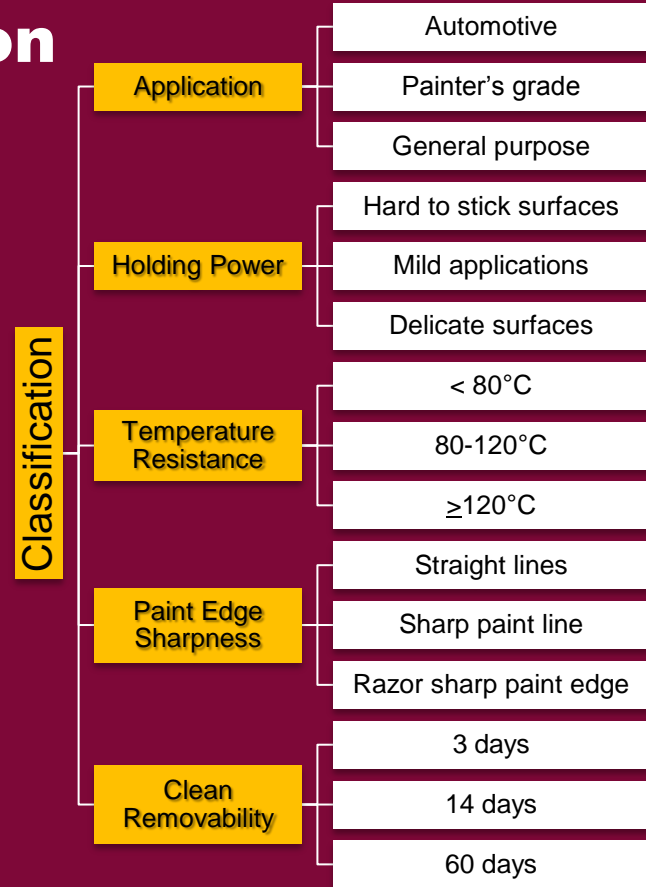 on
Classification
Application
Automotive
Painter's grade
General purpose
Holding Power
Hard to stick surfaces
Mild applications
Delicate surfaces
Temperature
Resistance
< 80°C
80-120°C
≥120°C
Paint Edge
Sharpness
Straight lines
Sharp paint line
Razor sharp paint edge
Clean
Removability
3 days
14 days
60 days